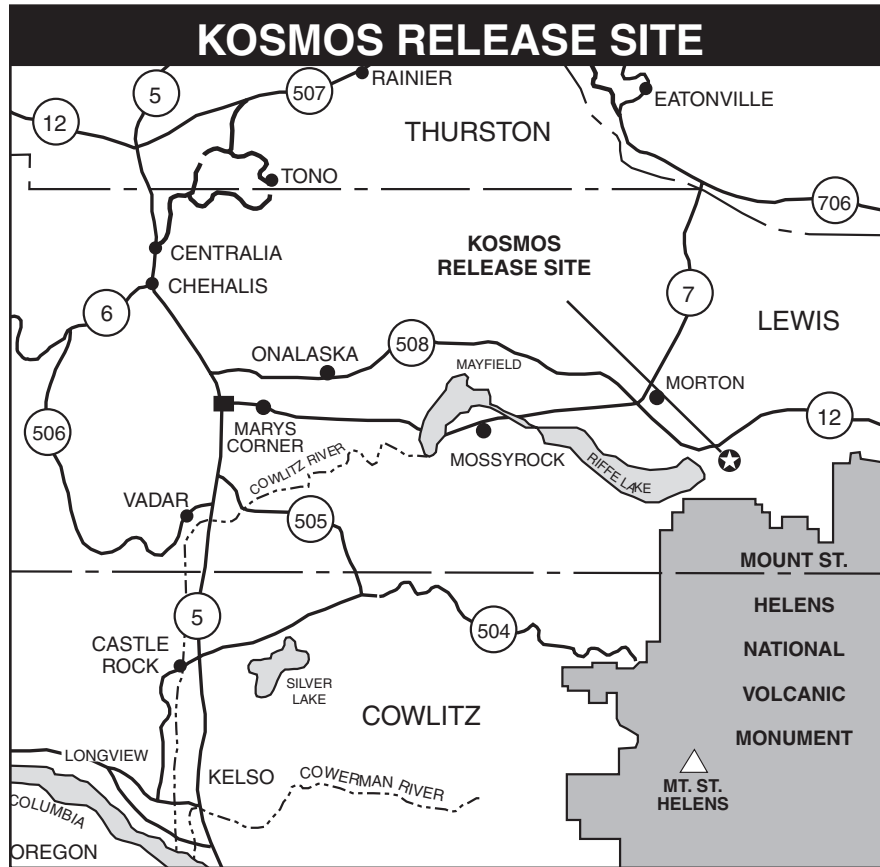 KOSMOS RELEASE SITE
RAINIER
5
507
EATONVILLE
12
THURSTON
TONO
706
KOSMOS
RELEASE SITE
CENTRALIA
CHEHALIS
6
7
LEWIS
508
ONALASKA
MAYFIELD
MORTON
12
506
MARYS
CORNER
MOSSYROCK
COWLITZ RIVER
RIFFE LAKE
VADAR
505
MOUNT ST.
HELENS
NATIONAL
VOLCANIC
MONUMENT
5
504
CASTLE
ROCK
SILVER
LAKE
COWLITZ
LONGVIEW
KELSO
COWERMAN RIVER
MT. ST.
HELENS
COLUMBIA
OREGON